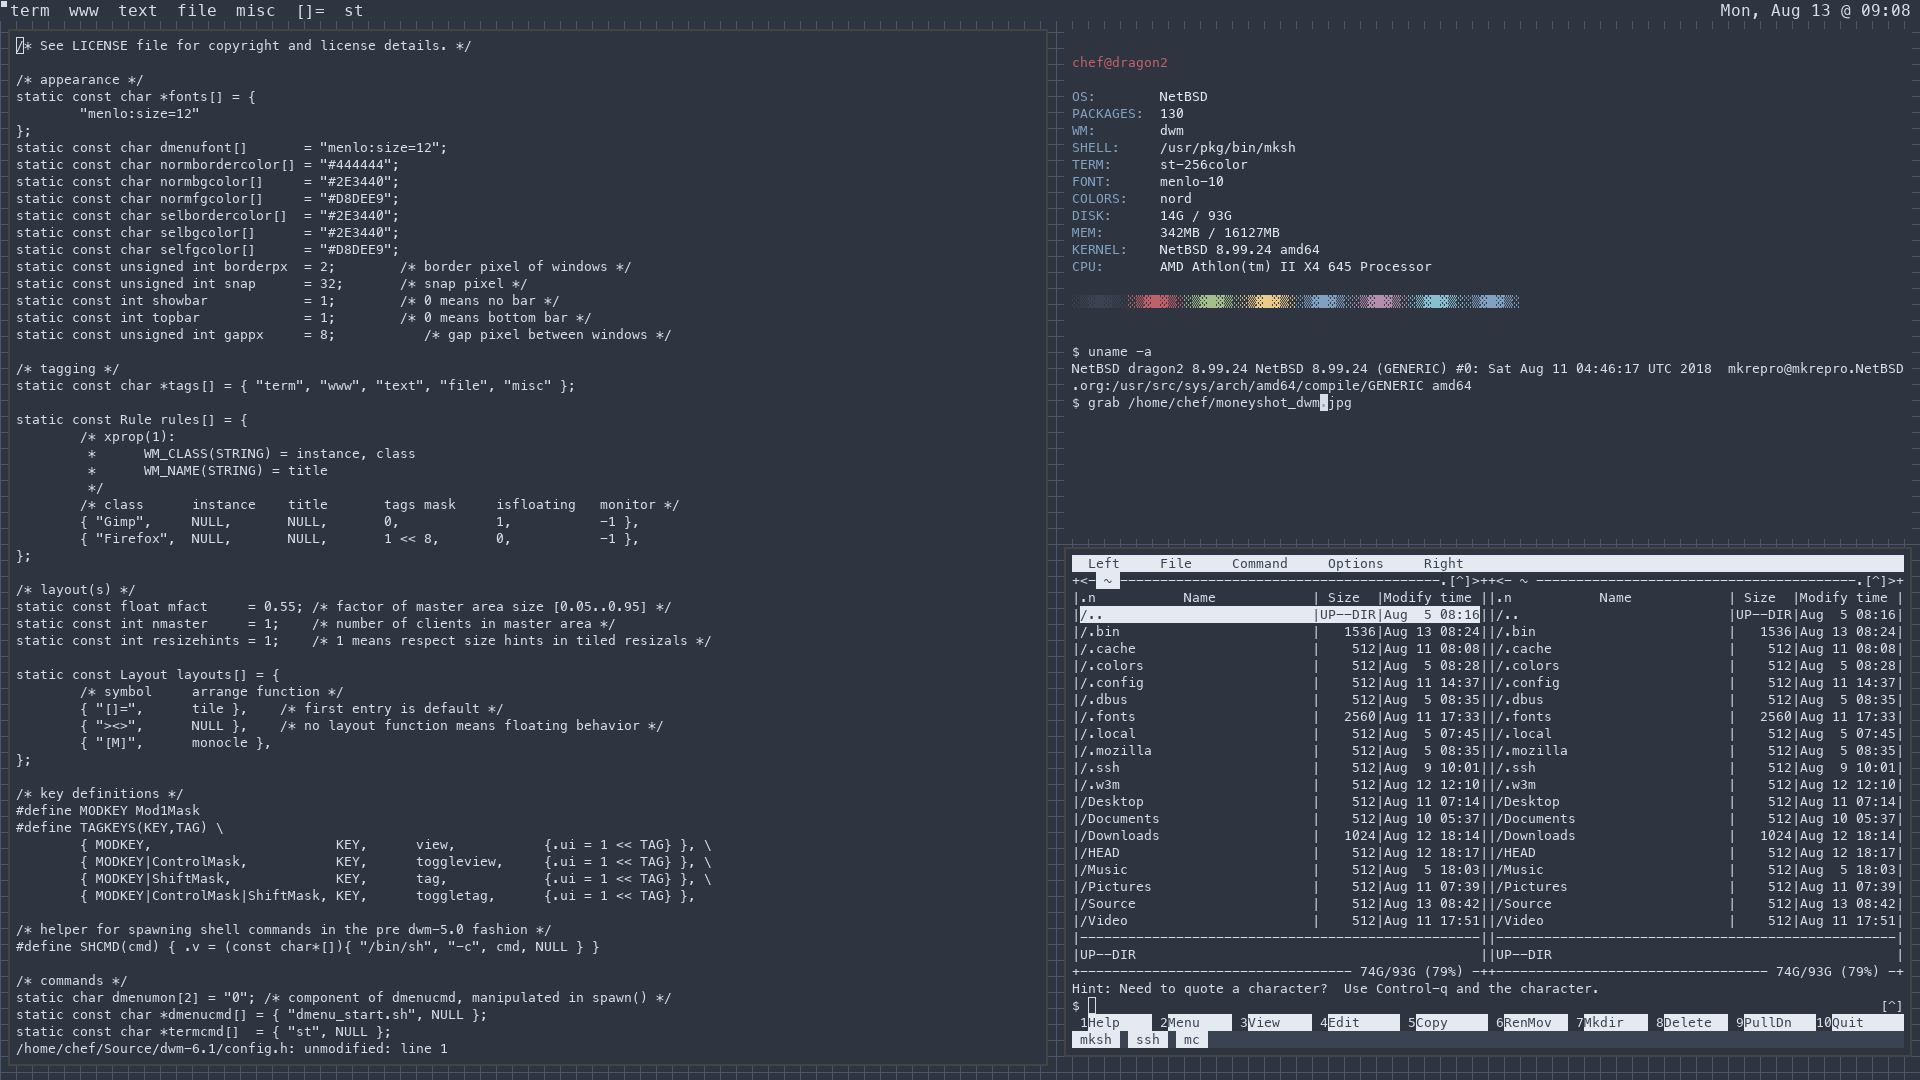 term  www  text  file  misc  []=  st
Mon, Aug 13 @ 09:08
/* See LICENSE file for copyright and license details. */

/* appearance */
static const char *fonts[] = {
        "menlo:size=12"
};
static const char dmenufont[]       = "menlo:size=12";
static const char normbordercolor[] = "#444444";
static const char normbgcolor[]     = "#2E3440";
static const char normfgcolor[]     = "#D8DEE9";
static const char selbordercolor[]  = "#2E3440";
static const char selbgcolor[]      = "#2E3440";
static const char selfgcolor[]      = "#D8DEE9";
static const unsigned int borderpx  = 2;        /* border pixel of windows */
static const unsigned int snap      = 32;       /* snap pixel */
static const int showbar            = 1;        /* 0 means no bar */
static const int topbar             = 1;        /* 0 means bottom bar */
static const unsigned int gappx     = 8;           /* gap pixel between windows */

/* tagging */
static const char *tags[] = { "term", "www", "text", "file", "misc" };

static const Rule rules[] = {
        /* xprop(1):
         *      WM_CLASS(STRING) = instance, class
         *      WM_NAME(STRING) = title
         */
        /* class      instance    title       tags mask     isfloating   monitor */
        { "Gimp",     NULL,       NULL,       0,            1,           -1 },
        { "Firefox",  NULL,       NULL,       1 << 8,       0,           -1 },
};

/* layout(s) */
static const float mfact     = 0.55; /* factor of master area size [0.05..0.95] */
static const int nmaster     = 1;    /* number of clients in master area */
static const int resizehints = 1;    /* 1 means respect size hints in tiled resizals */

static const Layout layouts[] = {
        /* symbol     arrange function */
        { "[]=",      tile },    /* first entry is default */
        { "><>",      NULL },    /* no layout function means floating behavior */
        { "[M]",      monocle },
};

/* key definitions */
#define MODKEY Mod1Mask
#define TAGKEYS(KEY,TAG) \
        { MODKEY,                       KEY,      view,           {.ui = 1 << TAG} }, \
        { MODKEY|ControlMask,           KEY,      toggleview,     {.ui = 1 << TAG} }, \
        { MODKEY|ShiftMask,             KEY,      tag,            {.ui = 1 << TAG} }, \
        { MODKEY|ControlMask|ShiftMask, KEY,      toggletag,      {.ui = 1 << TAG} },

/* helper for spawning shell commands in the pre dwm-5.0 fashion */
#define SHCMD(cmd) { .v = (const char*[]){ "/bin/sh", "-c", cmd, NULL } }

/* commands */
static char dmenumon[2] = "0"; /* component of dmenucmd, manipulated in spawn() */
static const char *dmenucmd[] = { "dmenu_start.sh", NULL };
static const char *termcmd[]  = { "st", NULL };
/home/chef/Source/dwm-6.1/config.h: unmodified: line 1
chef@dragon2

OS:        NetBSD
PACKAGES:  130
WM:        dwm
SHELL:     /usr/pkg/bin/mksh
TERM:      st-256color
FONT:      menlo-10
COLORS:    nord
DISK:      14G / 93G
MEM:       342MB / 16127MB
KERNEL:    NetBSD 8.99.24 amd64
CPU:       AMD Athlon(tm) II X4 645 Processor

$ uname -a
NetBSD dragon2 8.99.24 NetBSD 8.99.24 (GENERIC) #0: Sat Aug 11 04:46:17 UTC 2018  mkrepro@mkrepro.NetBSD
.org:/usr/src/sys/arch/amd64/compile/GENERIC amd64
$ grab /home/chef/moneyshot_dwm.jpg
  Left     File     Command     Options     Right
+<- ~ ----------------------------------------.[^]>++<- ~ ----------------------------------------.[^]>+
|.n           Name            | Size  |Modify time ||.n           Name            | Size  |Modify time |
|/..                          |UP--DIR|Aug  5 08:16||/..                          |UP--DIR|Aug  5 08:16|
|/.bin                        |   1536|Aug 13 08:24||/.bin                        |   1536|Aug 13 08:24|
|/.cache                      |    512|Aug 11 08:08||/.cache                      |    512|Aug 11 08:08|
|/.colors                     |    512|Aug  5 08:28||/.colors                     |    512|Aug  5 08:28|
|/.config                     |    512|Aug 11 14:37||/.config                     |    512|Aug 11 14:37|
|/.dbus                       |    512|Aug  5 08:35||/.dbus                       |    512|Aug  5 08:35|
|/.fonts                      |   2560|Aug 11 17:33||/.fonts                      |   2560|Aug 11 17:33|
|/.local                      |    512|Aug  5 07:45||/.local                      |    512|Aug  5 07:45|
|/.mozilla                    |    512|Aug  5 08:35||/.mozilla                    |    512|Aug  5 08:35|
|/.ssh                        |    512|Aug  9 10:01||/.ssh                        |    512|Aug  9 10:01|
|/.w3m                        |    512|Aug 12 12:10||/.w3m                        |    512|Aug 12 12:10|
|/Desktop                     |    512|Aug 11 07:14||/Desktop                     |    512|Aug 11 07:14|
|/Documents                   |    512|Aug 10 05:37||/Documents                   |    512|Aug 10 05:37|
|/Downloads                   |   1024|Aug 12 18:14||/Downloads                   |   1024|Aug 12 18:14|
|/HEAD                        |    512|Aug 12 18:17||/HEAD                        |    512|Aug 12 18:17|
|/Music                       |    512|Aug  5 18:03||/Music                       |    512|Aug  5 18:03|
|/Pictures                    |    512|Aug 11 07:39||/Pictures                    |    512|Aug 11 07:39|
|/Source                      |    512|Aug 13 08:42||/Source                      |    512|Aug 13 08:42|
|/Video                       |    512|Aug 11 17:51||/Video                       |    512|Aug 11 17:51|
|--------------------------------------------------||--------------------------------------------------|
|UP--DIR                                           ||UP--DIR                                           |
+---------------------------------- 74G/93G (79%) -++---------------------------------- 74G/93G (79%) -+
Hint: Need to quote a character?  Use Control-q and the character.
$                                                                                                    [^]
 1Help     2Menu     3View     4Edit     5Copy     6RenMov   7Mkdir    8Delete   9PullDn  10Quit
 mksh   ssh   mc